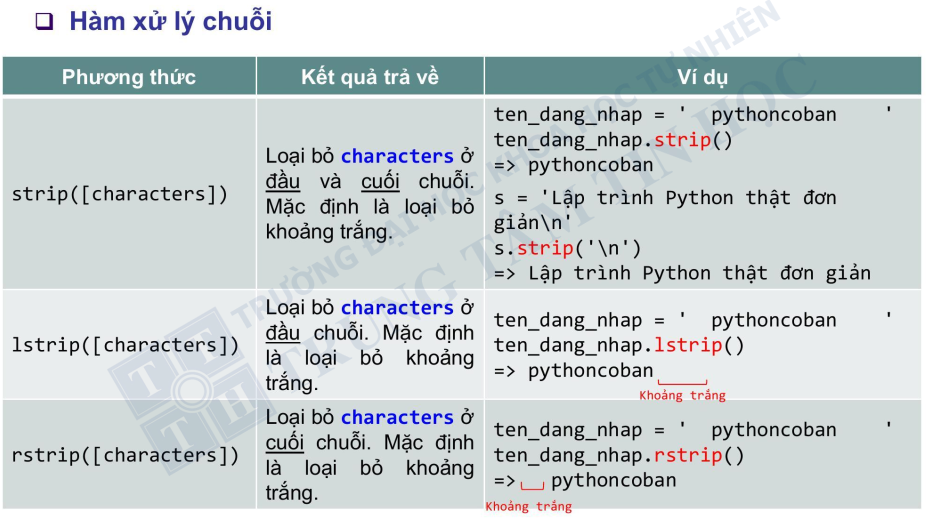 Hàm xử lý chuỗi
Phương thức
Kết quả trả về
Ví dụ
strip([characters])
Loại bỏ characters ở
đầu và cuối chuỗi.
Mặc định là loại bỏ
khoảng trắng.
ten_dang_nhap = '   pythoncoban    '
ten_dang_nhap.strip()
=> pythoncoban
s = 'Lập trình Python thật đơn
giản\n'
s.strip('\n')
=> Lập trình Python thật đơn giản
lstrip([characters])
Loại bỏ characters ở
đầu chuỗi. Mặc định
là loại bỏ khoảng
trắng.
ten_dang_nhap = '   pythoncoban    '
ten_dang_nhap.lstrip()
=> pythoncoban
Khoảng trắng
rstrip([characters])
Loại bỏ characters ở
cuối chuỗi. Mặc định
là loại bỏ khoảng
trắng.
ten_dang_nhap = '   pythoncoban    '
ten_dang_nhap.rstrip()
=>    pythoncoban
Khoảng trắng
TRƯỜNG ĐẠI HỌC KHOA HỌC TỰ NHIÊN
TRUNG TÂM TIN HỌC